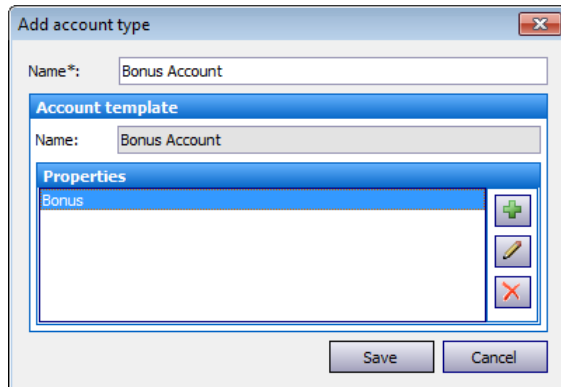 Add account type
Name*: Bonus Account
Account template
Name: Bonus Account
Properties
Bonus
Save Cancel